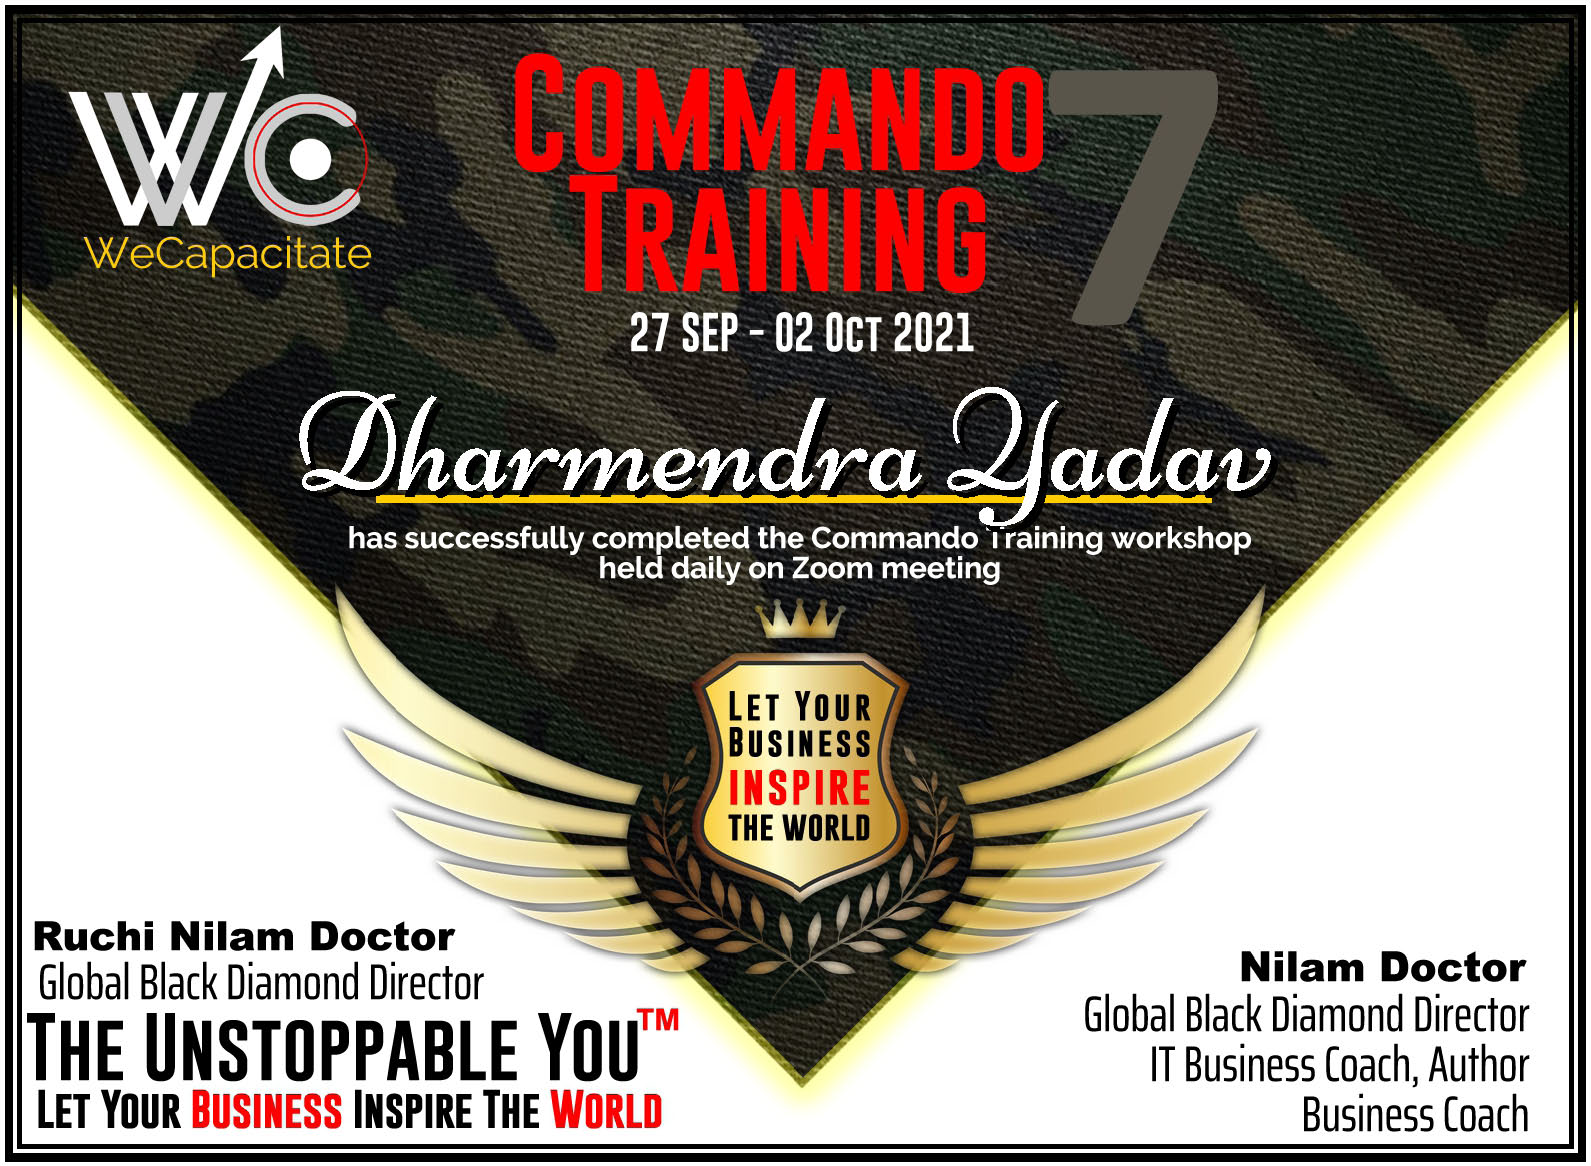 WC
WeCapacitate
COMMANDO
TRAINING
7
27 SEP - 02 OCT 2021
Dharmendra Yadav
has successfully completed the Commando Training workshop
held daily on Zoom meeting
LET YOUR
BUSINESS
INSPIRE
THE WORLD
Ruchi Nilam Doctor
Global Black Diamond Director
THE UNSTOPPABLE YOU™
LET YOUR BUSINESS INSPIRE THE WORLD
Nilam Doctor
Global Black Diamond Director
IT Business Coach, Author
Business Coach